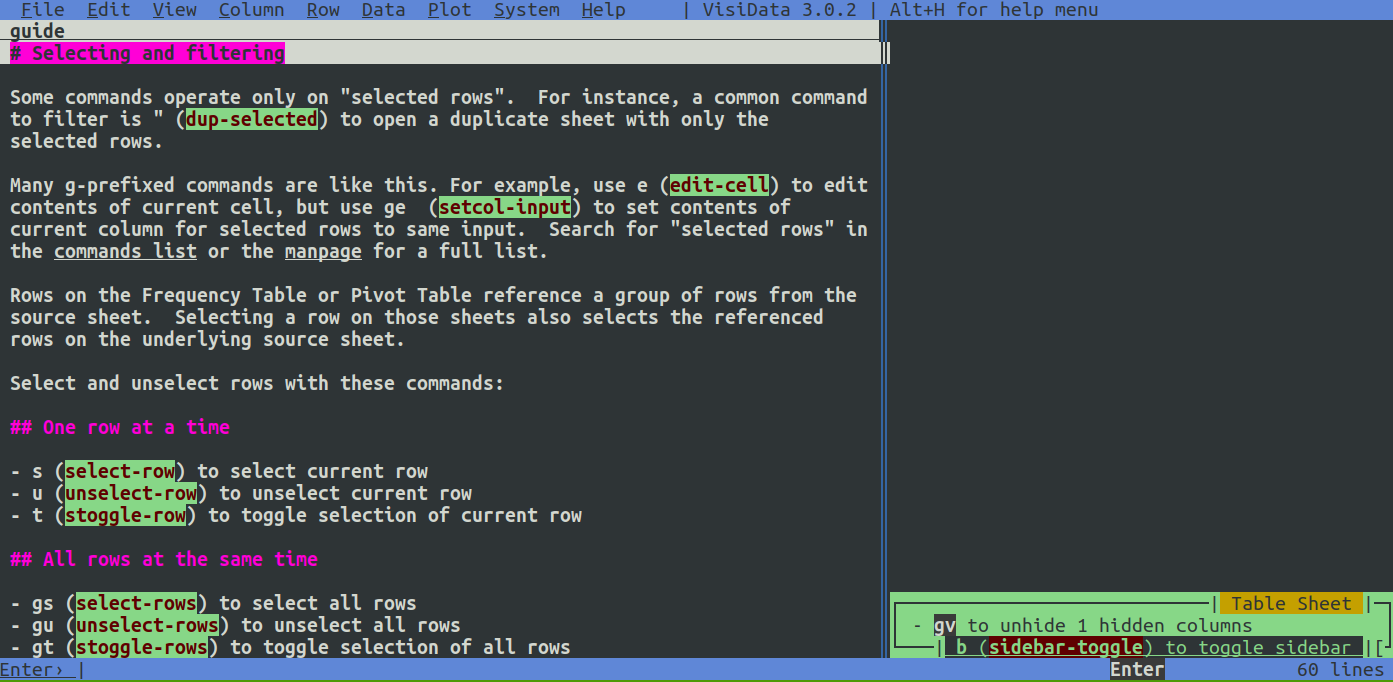 File Edit View Column Row Data Plot System Help | VisiData 3.0.2 | Alt+H for help menu
guide
# Selecting and filtering
Some commands operate only on "selected rows". For instance, a common command
to filter is " (dup-selected) to open a duplicate sheet with only the
selected rows.
Many g-prefixed commands are like this. For example, use e (edit-cell) to edit
contents of current cell, but use ge (setcol-input) to set contents of
current column for selected rows to same input. Search for "selected rows" in
the commands list or the manpage for a full list.
Rows on the Frequency Table or Pivot Table reference a group of rows from the
source sheet. Selecting a row on those sheets also selects the referenced
rows on the underlying source sheet.
Select and unselect rows with these commands:
## One row at a time
- s (select-row) to select current row
- u (unselect-row) to unselect current row
- t (stoggle-row) to toggle selection of current row
## All rows at the same time
- gs (select-rows) to select all rows
- gu (unselect-rows) to unselect all rows
- gt (stoggle-rows) to toggle selection of all rows
| Table Sheet |
- gv to unhide 1 hidden columns
| b (sidebar-toggle) to toggle sidebar |[
Enter› | Enter 60 lines